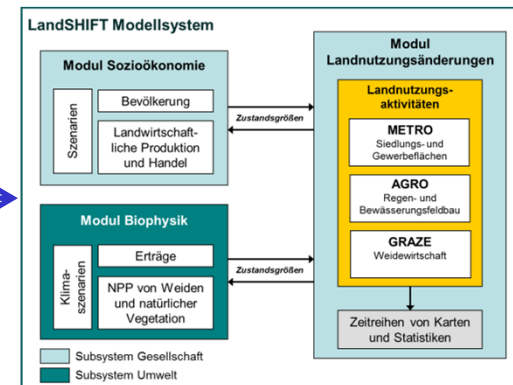 LandSHIFT Modellsystem
Modul Sozioökonomie
Szenarien
Bevölkerung
Landwirtschaft-
liche Produktion
und Handel
Zustandsgrößen
Modul Biophysik
Klima-
szenarien
Erträge
NPP von Weiden
und natürlicher
Vegetation
Zustandsgrößen
Modul
Landnutzungsänderungen
Landnutzungs-
aktivitäten
METRO
Siedlungs- und
Gewerbeflächen
AGRO
Regen- und
Bewässerungsfeldbau
GRAZE
Weidewirtschaft
Zeitreihen von Karten
und Statistiken
Subsystem Gesellschaft
Subsystem Umwelt